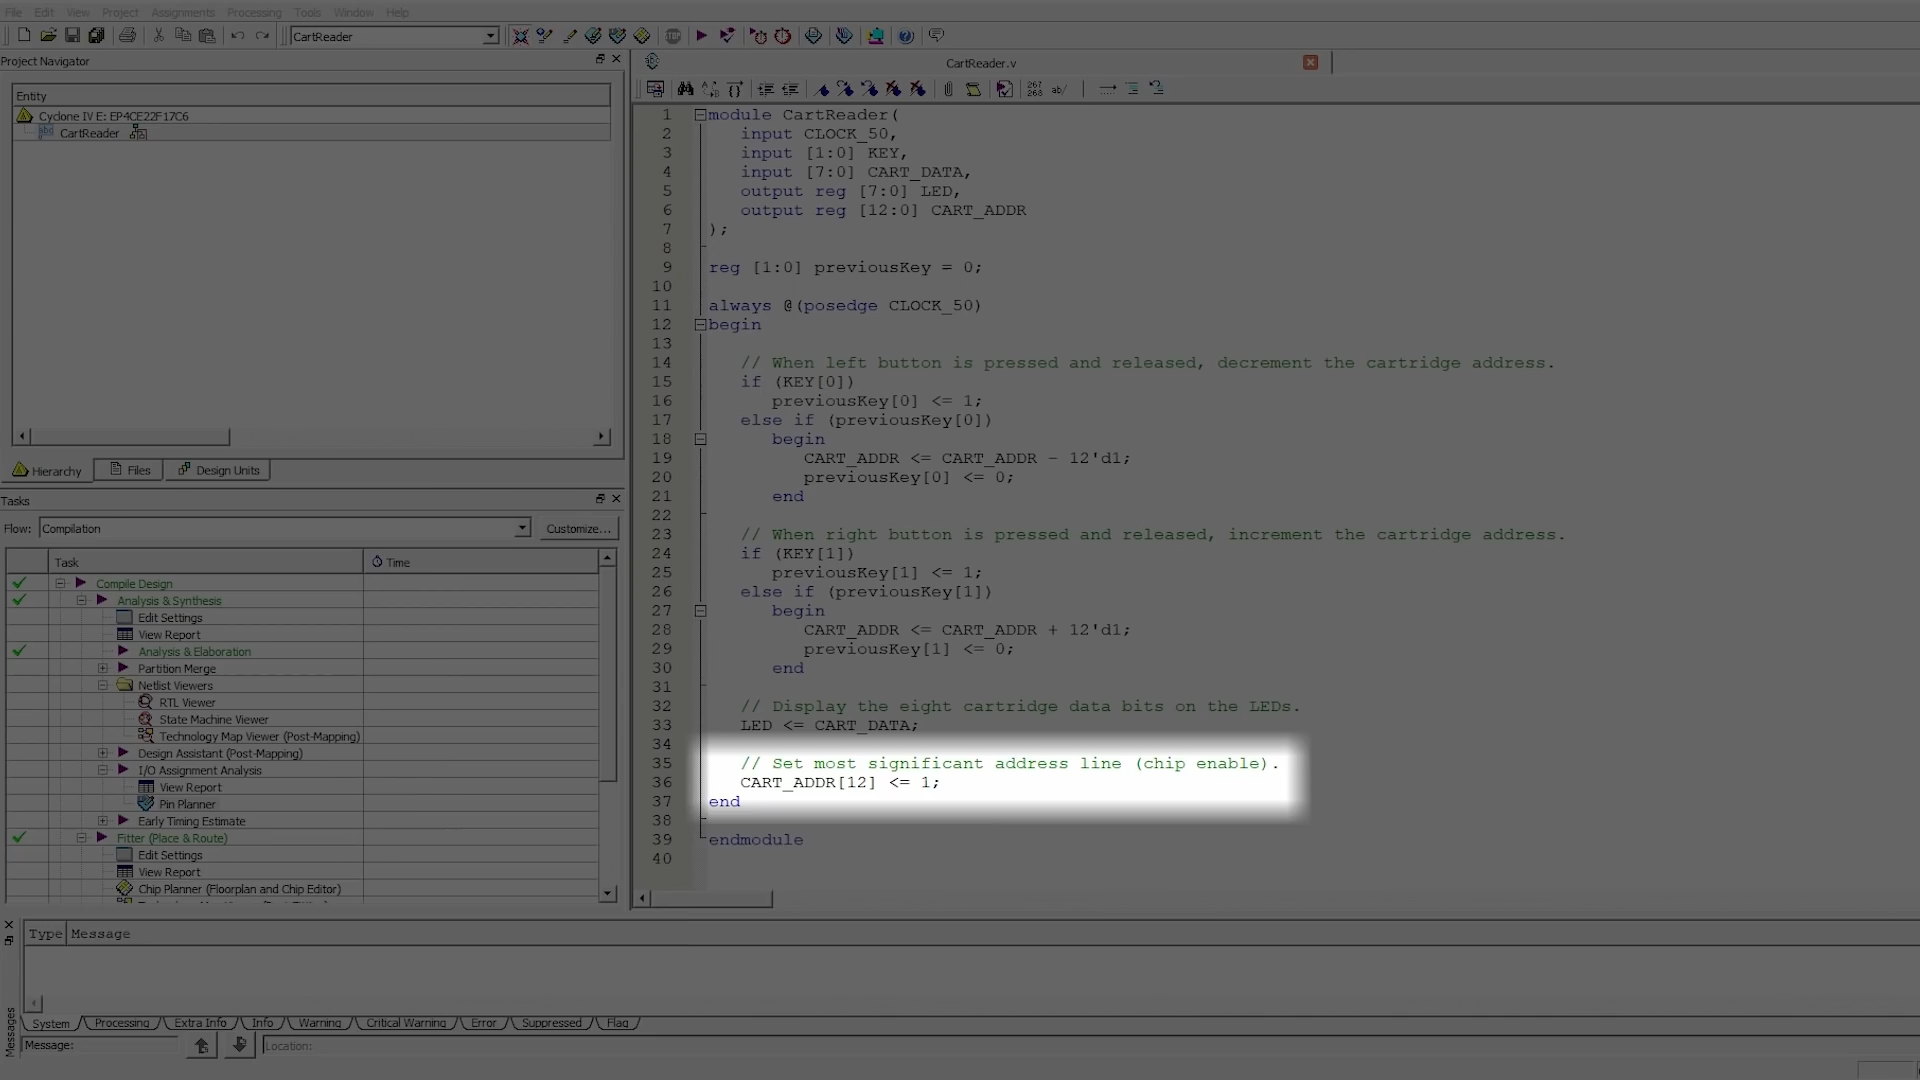 File Edit View Project Assignments Processing Tools Window Help
CartReader
Project Navigator
Entity
Cyclone IV E: EP4CE22F17C6
CartReader
Hierarchy Files Design Units
Tasks
Flow: Compilation Customize...
Task Time
Compile Design
Analysis & Synthesis
Edit Settings
View Report
Analysis & Elaboration
Partition Merge
Netlist Viewers
RTL Viewer
State Machine Viewer
Technology Map Viewer (Post-Mapping)
Design Assistant (Post-Mapping)
I/O Assignment Analysis
View Report
Pin Planner
Early Timing Estimate
Fitter (Place & Route)
Edit Settings
View Report
Chip Planner (Floorplan and Chip Editor)
CartReader.v
267
268 ab/
1 module CartReader(
2 input CLOCK_50,
3 input [1:0] KEY,
4 input [7:0] CART_DATA,
5 output reg [7:0] LED,
6 output reg [12:0] CART_ADDR
7 );
8
9 reg [1:0] previousKey = 0;
10
11 always @(posedge CLOCK_50)
12 begin
13
14 // When left button is pressed and released, decrement the cartridge address.
15 if (KEY[0])
16 previousKey[0] <= 1;
17 else if (previousKey[0])
18 begin
19 CART_ADDR <= CART_ADDR - 12'd1;
20 previousKey[0] <= 0;
21 end
22
23 // When right button is pressed and released, increment the cartridge address.
24 if (KEY[1])
25 previousKey[1] <= 1;
26 else if (previousKey[1])
27 begin
28 CART_ADDR <= CART_ADDR + 12'd1;
29 previousKey[1] <= 0;
30 end
31
32 // Display the eight cartridge data bits on the LEDs.
33 LED <= CART_DATA;
34
35 // Set most significant address line (chip enable).
36 CART_ADDR[12] <= 1;
37 end
38
39 endmodule
40
Type Message
System Processing Extra Info Info Warning Critical Warning Error Suppressed Flag
Messages
Message: Location: